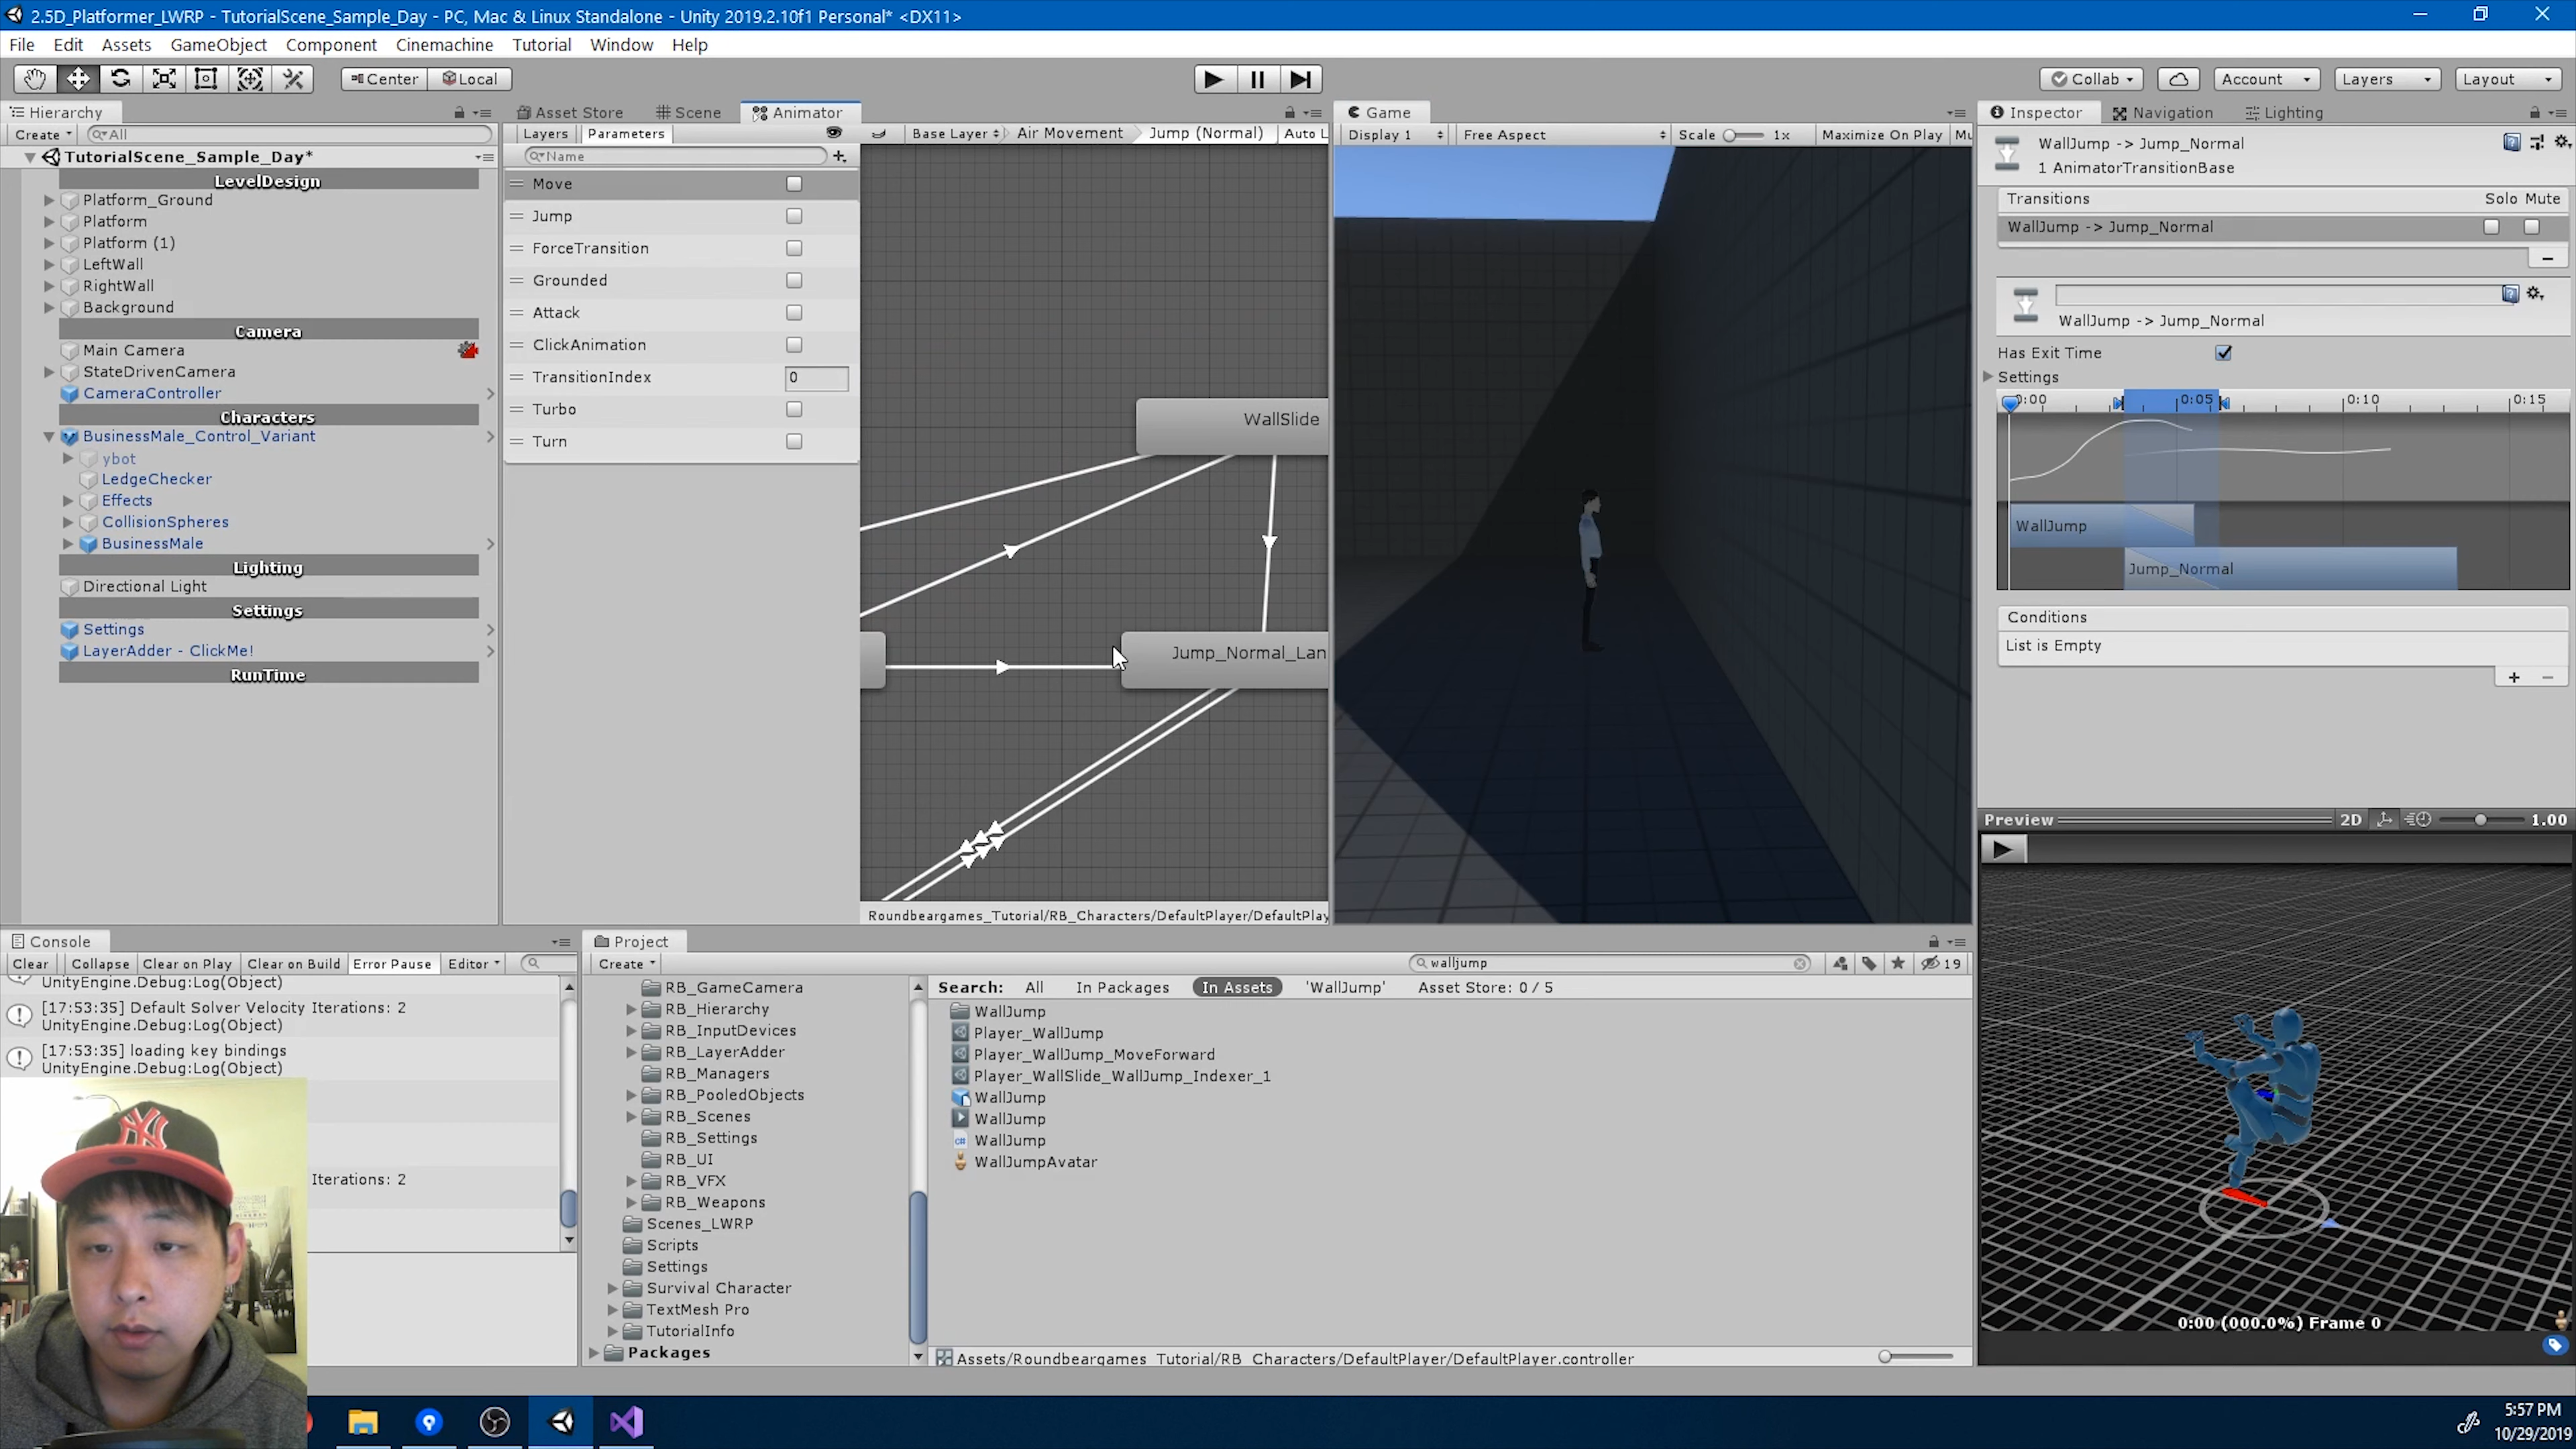 2.5D_Platformer_LWRP - TutorialScene_Sample_Day - PC, Mac & Linux Standalone - Unity 2019.2.10f1 Personal* <DX11>
File Edit Assets GameObject Component Cinemachine Tutorial Window Help
Center Local
Collab Account Layers Layout
Hierarchy
Create All
TutorialScene_Sample_Day*
LevelDesign
Platform_Ground
Platform
Platform (1)
LeftWall
RightWall
Background
Camera
Main Camera
StateDrivenCamera
CameraController
Characters
BusinessMale_Control_Variant
ybot
LedgeChecker
Effects
CollisionSpheres
BusinessMale
Lighting
Directional Light
Settings
Settings
LayerAdder - ClickMe!
RunTime
Asset Store Scene Animator
Layers Parameters
Base Layer Air Movement Jump (Normal) Auto L
Name
Move
Jump
ForceTransition
Grounded
Attack
ClickAnimation
TransitionIndex 0
Turbo
Turn
WallSlide
Jump_Normal_Lan
Roundbeargames_Tutorial/RB_Characters/DefaultPlayer/DefaultPlay
Game
Display 1 Free Aspect Scale 1x Maximize On Play Mu
Inspector Navigation Lighting
WallJump -> Jump_Normal
1 AnimatorTransitionBase
Transitions Solo Mute
WallJump -> Jump_Normal
WallJump -> Jump_Normal
Has Exit Time
Settings
0:00 0:05 0:10 0:15
WallJump
Jump_Normal
Conditions
List is Empty
Preview 2D 1.00
0:00 (000.0%) Frame 0
Console
Clear Collapse Clear on Play Clear on Build Error Pause Editor
UnityEngine.Debug:Log(Object)
[17:53:35] Default Solver Velocity Iterations: 2
UnityEngine.Debug:Log(Object)
[17:53:35] loading key bindings
UnityEngine.Debug:Log(Object)
Iterations: 2
Project
Create walljump 19
RB_GameCamera
RB_Hierarchy
RB_InputDevices
RB_LayerAdder
RB_Managers
RB_PooledObjects
RB_Scenes
RB_Settings
RB_UI
RB_VFX
RB_Weapons
Scenes_LWRP
Scripts
Settings
Survival Character
TextMesh Pro
TutorialInfo
Packages
Search: All In Packages In Assets 'WallJump' Asset Store: 0 / 5
WallJump
Player_WallJump
Player_WallJump_MoveForward
Player_WallSlide_WallJump_Indexer_1
WallJump
WallJump
WallJump
WallJumpAvatar
Assets/Roundbeargames_Tutorial/RB_Characters/DefaultPlayer/DefaultPlayer.controller
NY
5:57 PM
10/29/2019